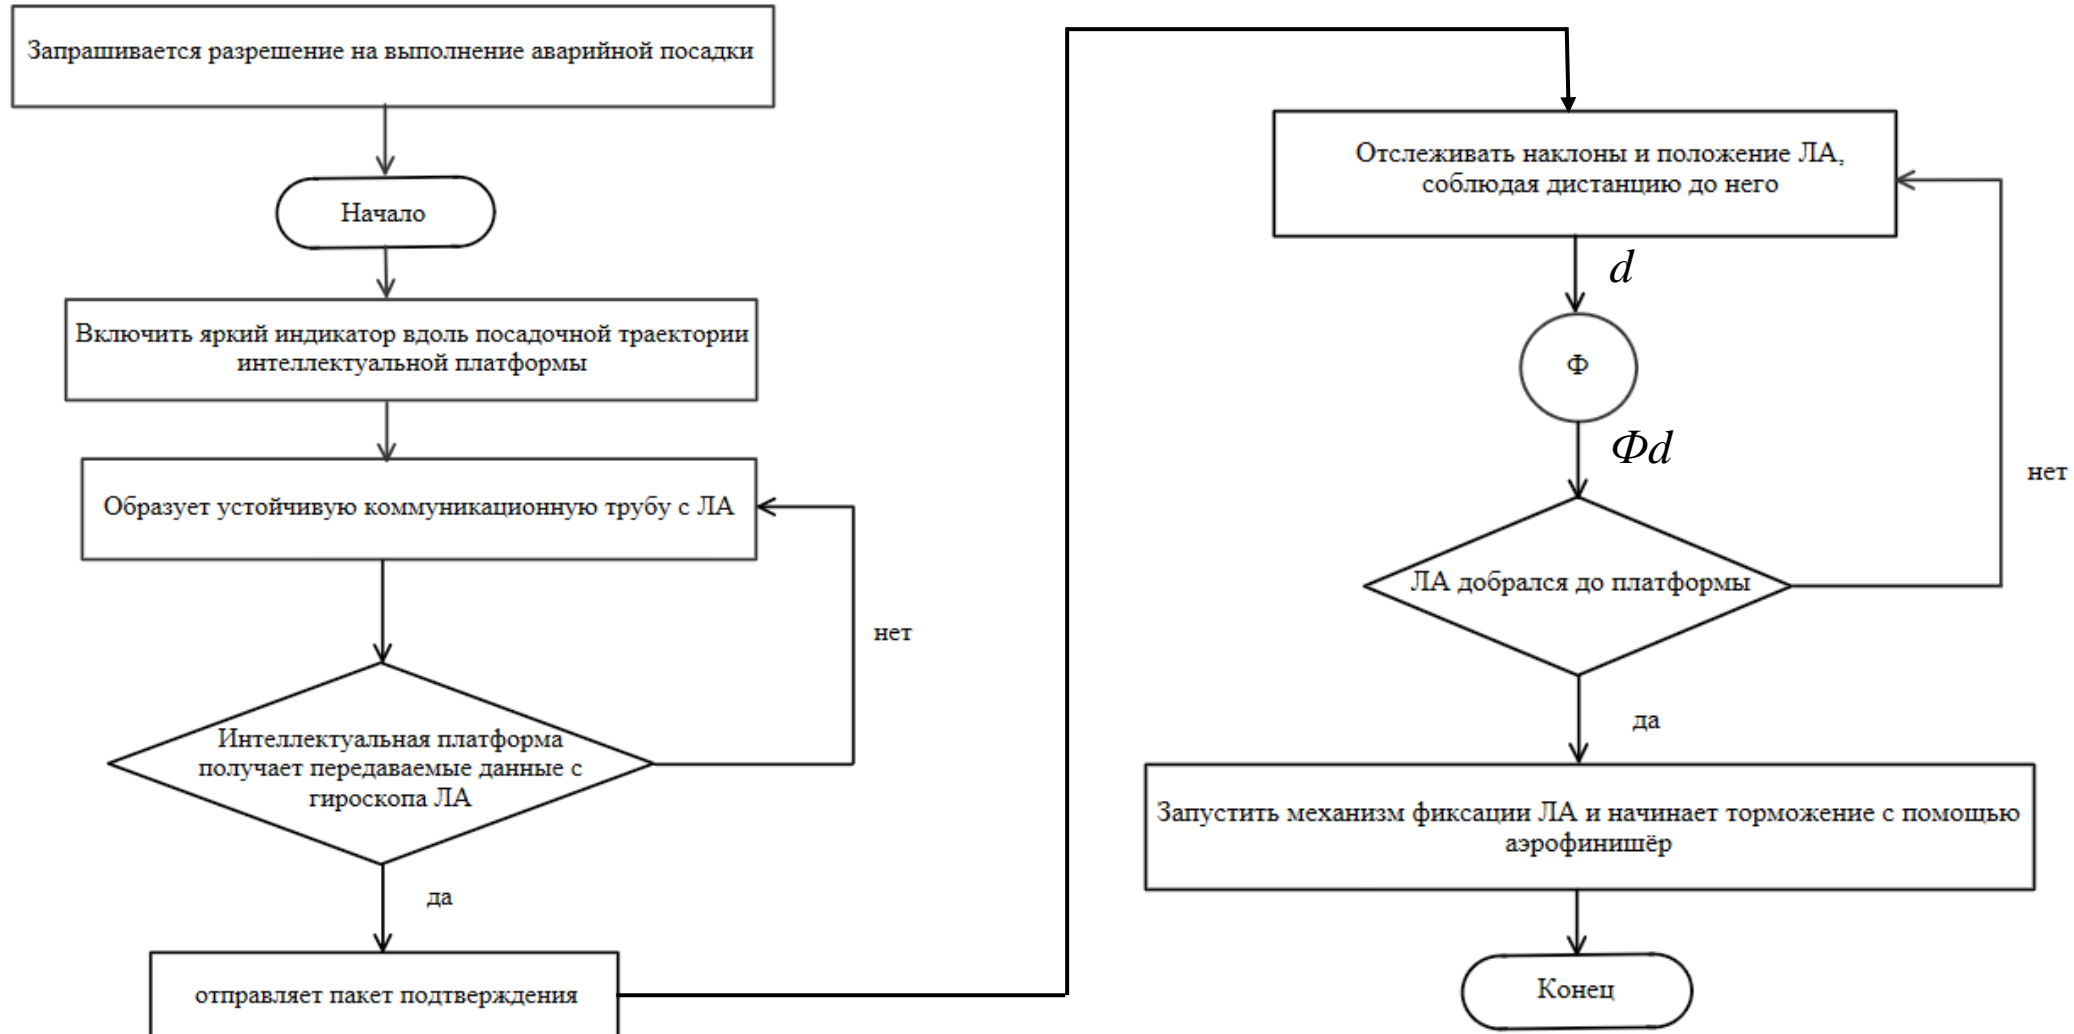 Запрашивается разрешение на выполнение аварийной посадки
Начало
Включить яркий индикатор вдоль посадочной траектории
интеллектуальной платформы
Образует устойчивую коммуникационную трубу с ЛА
нет
Интеллектуальная платформа
получает передаваемые данные с
гироскопа ЛА
да
отправляет пакет подтверждения
Отслеживать наклоны и положение ЛА,
соблюдая дистанцию до него
d
Ф
Фd
нет
ЛА добрался до платформы
да
Запустить механизм фиксации ЛА и начинает торможение с помощью
аэрофинишёр
Конец